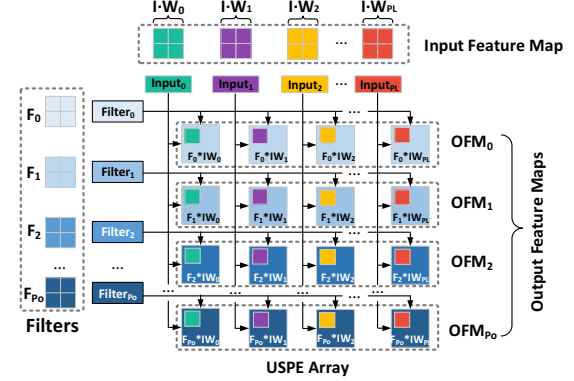 I·W0 I·W1 I·W2 I·WPL
... Input Feature Map
Input0 Input1 Input2 ... InputPL
F0 Filter0 ...
F0*IW0 F0*IW1 F0*IW2 F0*IWPL OFM0
F1 Filter1 ...
F1*IW0 F1*IW1 F1*IW2 F1*IWPL OFM1
F2 Filter2 ...
F2*IW0 F2*IW1 F2*IW2 F2*IWPL OFM2
... ... ... ... ...
FPo FilterPo
FPo*IW0 FPo*IW1 FPo*IW2 FPo*IWPL OFMPo
Filters
USPE Array
Output Feature Maps